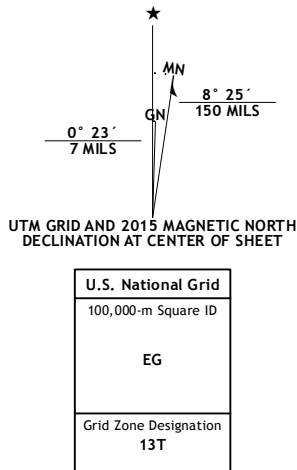 ★
MN
GN
8° 25´
150 MILS
0° 23´
7 MILS
UTM GRID AND 2015 MAGNETIC NORTH
DECLINATION AT CENTER OF SHEET
U.S. National Grid
100,000-m Square ID
EG
Grid Zone Designation
13T